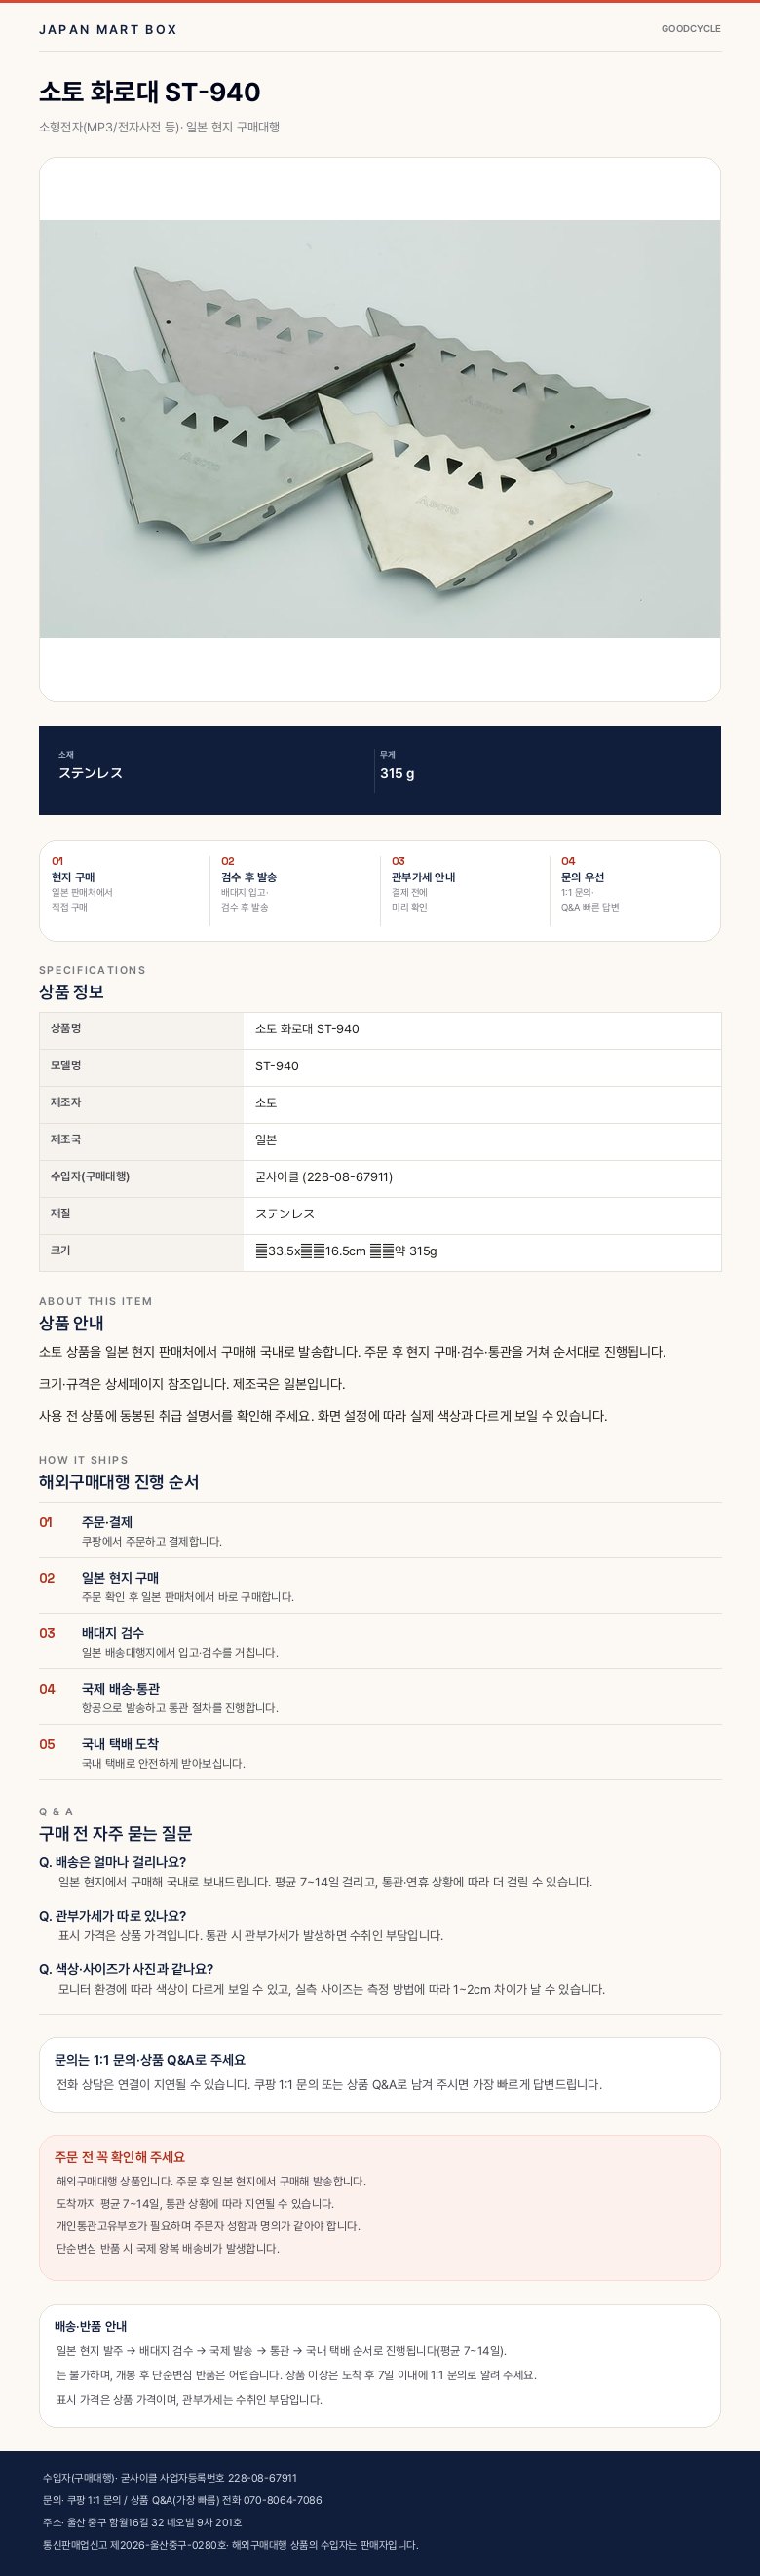 JAPAN MART BOX
GOODCYCLE
소토 화로대 ST-940
소형전자(MP3/전자사전 등)· 일본 현지 구매대행
소재
ステンレス
무게
315 g
01
현지 구매
일본 판매처에서
직접 구매
02
검수 후 발송
배대지 입고·
검수 후 발송
03
관부가세 안내
결제 전에
미리 확인
04
문의 우선
1:1 문의·
Q&A 빠른 답변
SPECIFICATIONS
상품 정보
상품명 소토 화로대 ST-940
모델명 ST-940
제조자 소토
제조국 일본
수입자(구매대행) 굳사이클 (228-08-67911)
재질 ステンレス
크기 33.5x 16.5cm 약 315g
ABOUT THIS ITEM
상품 안내
소토 상품을 일본 현지 판매처에서 구매해 국내로 발송합니다. 주문 후 현지 구매·검수·통관을 거쳐 순서대로 진행됩니다.
크기·규격은 상세페이지 참조입니다. 제조국은 일본입니다.
사용 전 상품에 동봉된 취급 설명서를 확인해 주세요. 화면 설정에 따라 실제 색상과 다르게 보일 수 있습니다.
HOW IT SHIPS
해외구매대행 진행 순서
01 주문·결제
쿠팡에서 주문하고 결제합니다.
02 일본 현지 구매
주문 확인 후 일본 판매처에서 바로 구매합니다.
03 배대지 검수
일본 배송대행지에서 입고·검수를 거칩니다.
04 국제 배송·통관
항공으로 발송하고 통관 절차를 진행합니다.
05 국내 택배 도착
국내 택배로 안전하게 받아보십니다.
Q & A
구매 전 자주 묻는 질문
Q. 배송은 얼마나 걸리나요?
일본 현지에서 구매해 국내로 보내드립니다. 평균 7~14일 걸리고, 통관·연휴 상황에 따라 더 걸릴 수 있습니다.
Q. 관부가세가 따로 있나요?
표시 가격은 상품 가격입니다. 통관 시 관부가세가 발생하면 수취인 부담입니다.
Q. 색상·사이즈가 사진과 같나요?
모니터 환경에 따라 색상이 다르게 보일 수 있고, 실측 사이즈는 측정 방법에 따라 1~2cm 차이가 날 수 있습니다.
문의는 1:1 문의·상품 Q&A로 주세요
전화 상담은 연결이 지연될 수 있습니다. 쿠팡 1:1 문의 또는 상품 Q&A로 남겨 주시면 가장 빠르게 답변드립니다.
주문 전 꼭 확인해 주세요
해외구매대행 상품입니다. 주문 후 일본 현지에서 구매해 발송합니다.
도착까지 평균 7~14일, 통관 상황에 따라 지연될 수 있습니다.
개인통관고유부호가 필요하며 주문자 성함과 명의가 같아야 합니다.
단순변심 반품 시 국제 왕복 배송비가 발생합니다.
배송·반품 안내
일본 현지 발주 → 배대지 검수 → 국제 발송 → 통관 → 국내 택배 순서로 진행됩니다(평균 7~14일).
는 불가하며, 개봉 후 단순변심 반품은 어렵습니다. 상품 이상은 도착 후 7일 이내에 1:1 문의로 알려 주세요.
표시 가격은 상품 가격이며, 관부가세는 수취인 부담입니다.
수입자(구매대행)· 굳사이클 사업자등록번호 228-08-67911
문의· 쿠팡 1:1 문의 / 상품 Q&A(가장 빠름) 전화 070-8064-7086
주소· 울산 중구 함월16길 32 네오빌 9차 201호
통신판매업신고 제2026-울산중구-0280호· 해외구매대행 상품의 수입자는 판매자입니다.